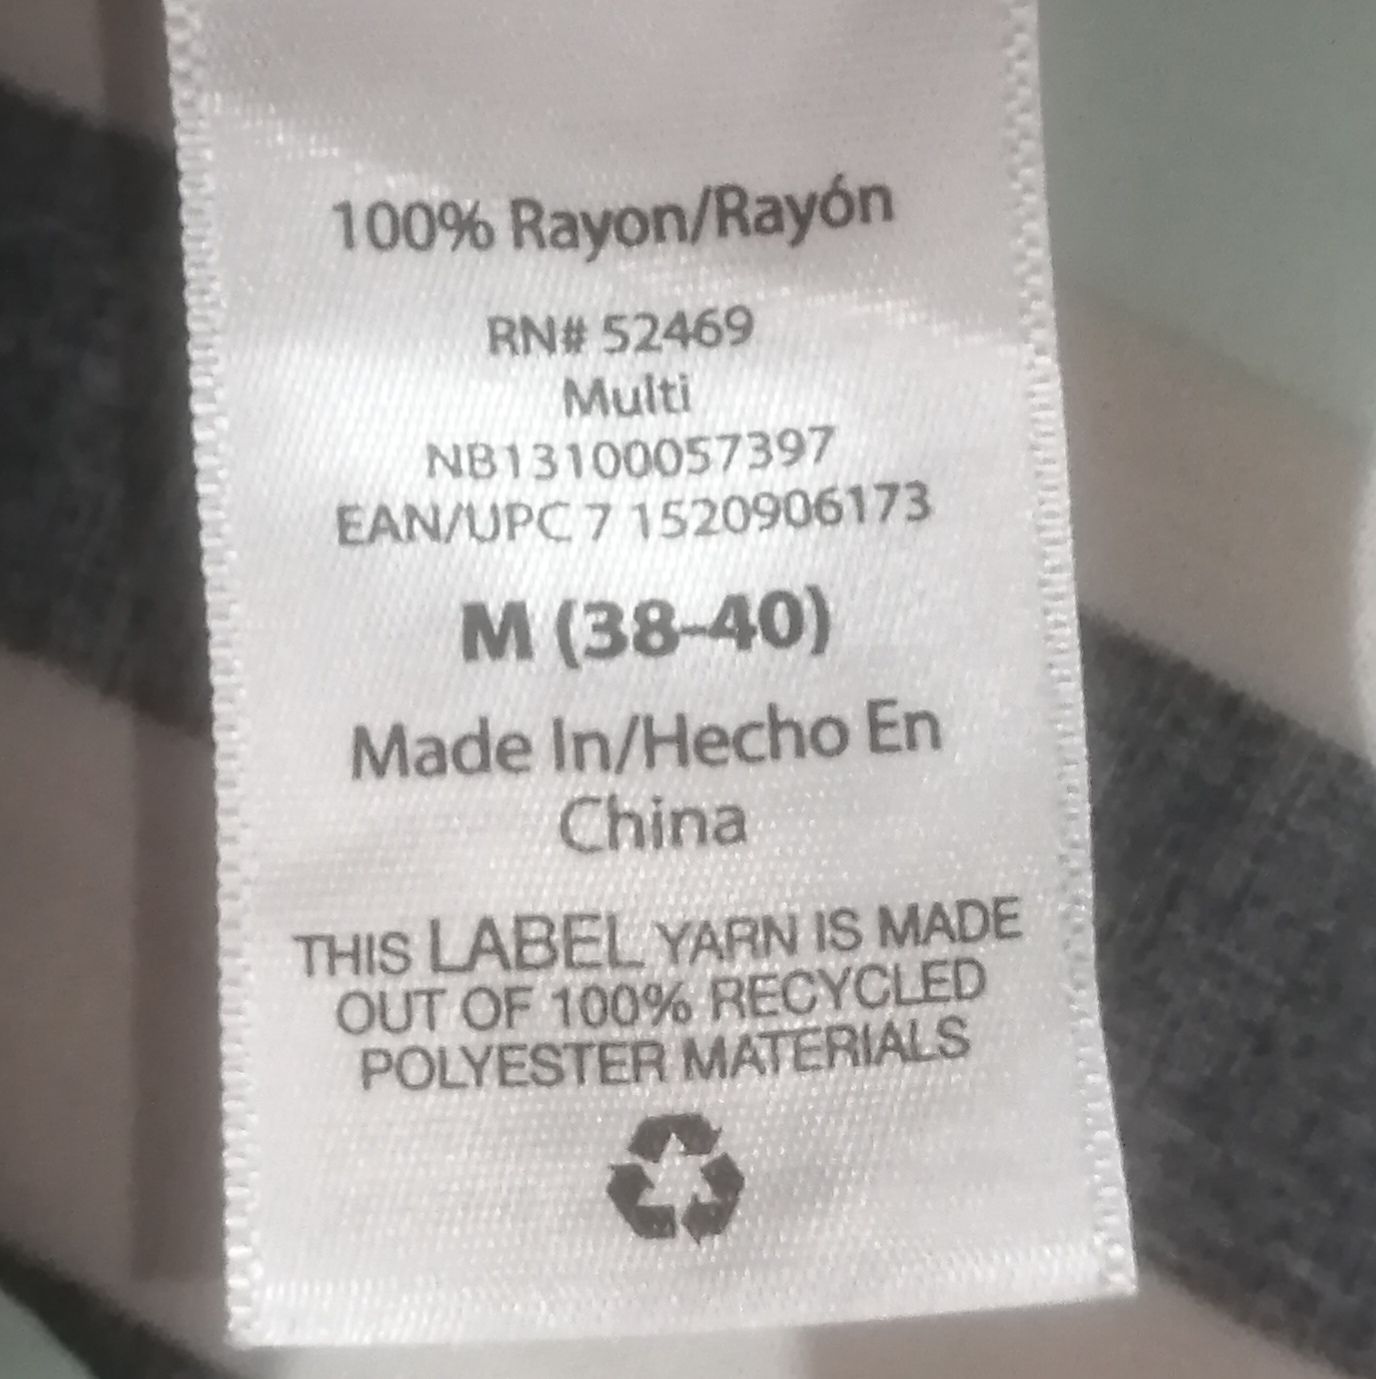 100% Rayon/Rayón
RN# 52469
Multi
NB13100057397
EAN/UPC 7 1520906173
M (38-40)
Made In/Hecho En
China
THIS LABEL YARN IS MADE
OUT OF 100% RECYCLED
POLYESTER MATERIALS